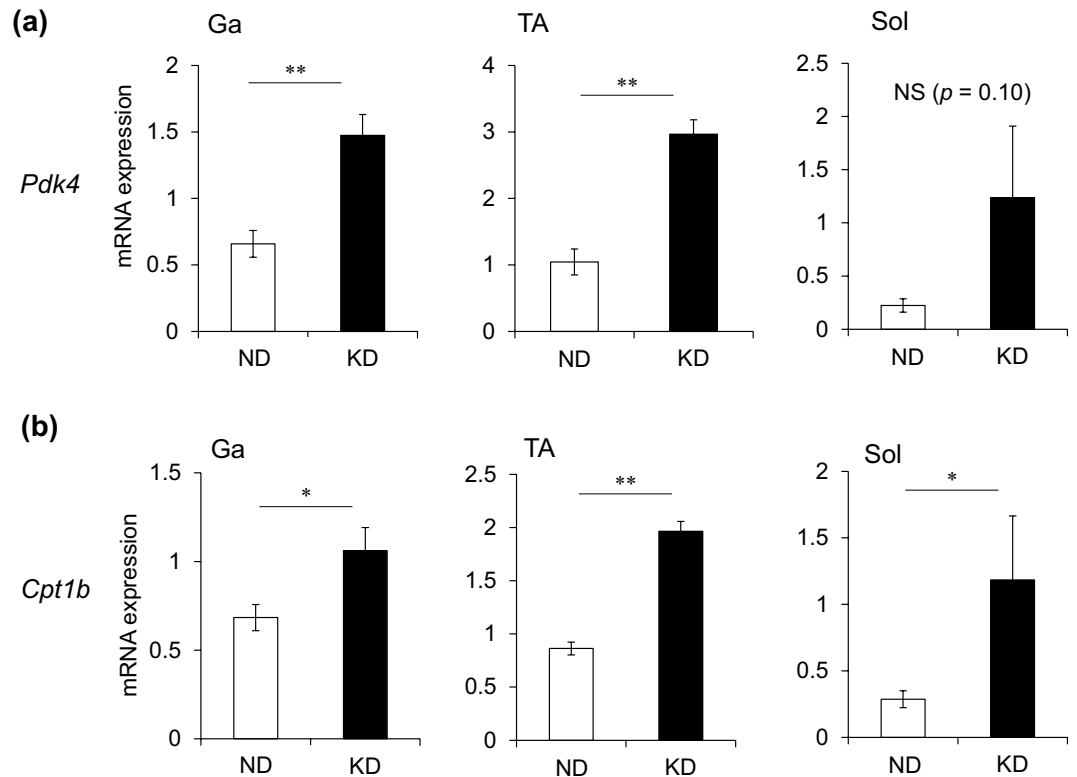 (a)
Ga
TA
Sol
Pdk4
mRNA expression
2
1.5
1
0.5
0
**
ND KD
4
3
2
1
0
**
ND KD
2.5
2
1.5
1
0.5
0
NS (p = 0.10)
ND KD
(b)
Ga
TA
Sol
Cpt1b
mRNA expression
1.5
1
0.5
0
*
ND KD
2.5
2
1.5
1
0.5
0
**
ND KD
2
1.5
1
0.5
0
*
ND KD